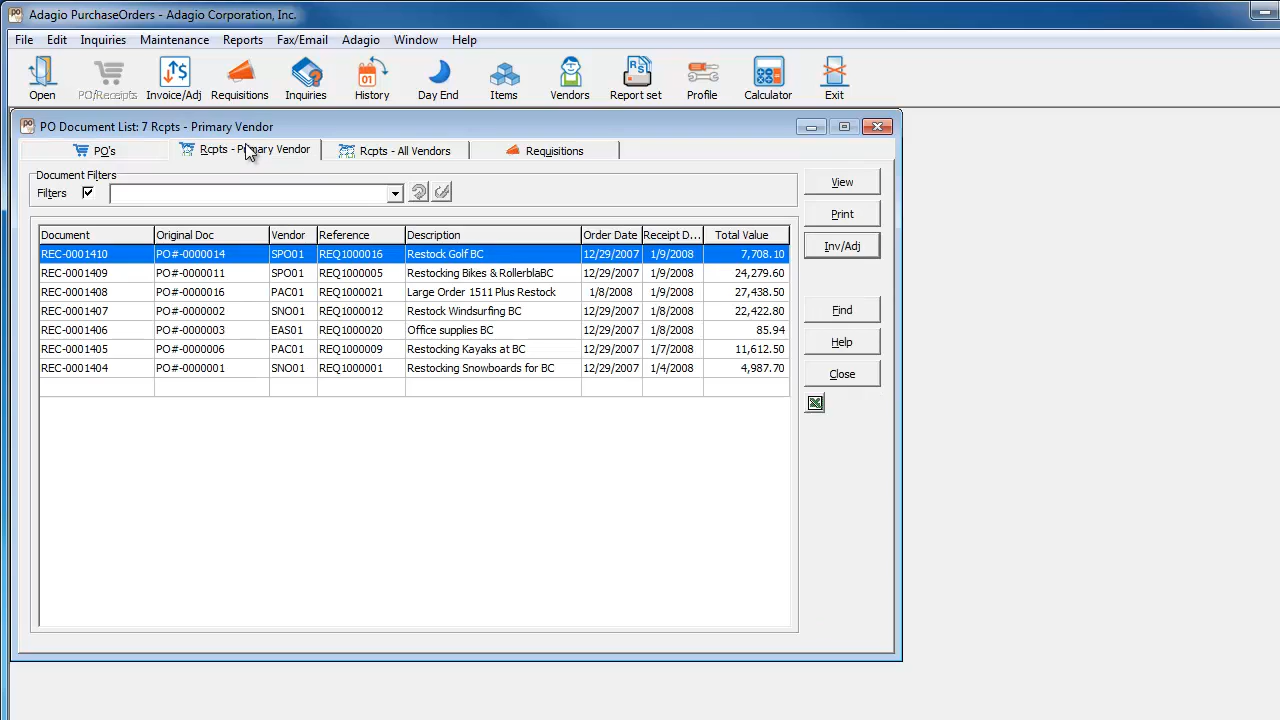 Adagio PurchaseOrders - Adagio Corporation, Inc.
File Edit Inquiries Maintenance Reports Fax/Email Adagio Window Help
Open PO/Receipts Invoice/Adj Requisitions Inquiries History Day End Items Vendors Report set Profile Calculator Exit
PO Document List: 7 Rcpts - Primary Vendor
PO's Rcpts - Primary Vendor Rcpts - All Vendors Requisitions
Document Filters
Filters
View
Print
Inv/Adj
Find
Help
Close
Document Original Doc Vendor Reference Description Order Date Receipt D... Total Value
REC-0001410 PO#-0000014 SPO01 REQ1000016 Restock Golf BC 12/29/2007 1/9/2008 7,708.10
REC-0001409 PO#-0000011 SPO01 REQ1000005 Restocking Bikes & RollerblaBC 12/29/2007 1/9/2008 24,279.60
REC-0001408 PO#-0000016 PAC01 REQ1000021 Large Order 1511 Plus Restock 1/8/2008 1/9/2008 27,438.50
REC-0001407 PO#-0000002 SNO01 REQ1000012 Restock Windsurfing BC 12/29/2007 1/8/2008 22,422.80
REC-0001406 PO#-0000003 EAS01 REQ1000020 Office supplies BC 12/29/2007 1/8/2008 85.94
REC-0001405 PO#-0000006 PAC01 REQ1000009 Restocking Kayaks at BC 12/29/2007 1/7/2008 11,612.50
REC-0001404 PO#-0000001 SNO01 REQ1000001 Restocking Snowboards for BC 12/29/2007 1/4/2008 4,987.70